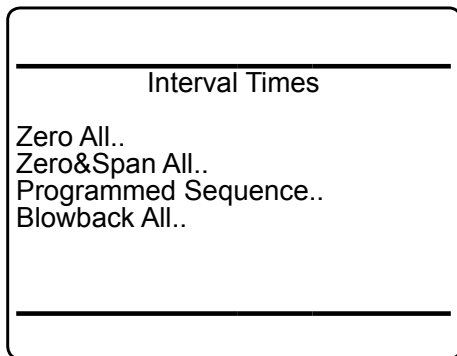 Interval Times
Zero All..
Zero&Span All..
Programmed Sequence..
Blowback All..